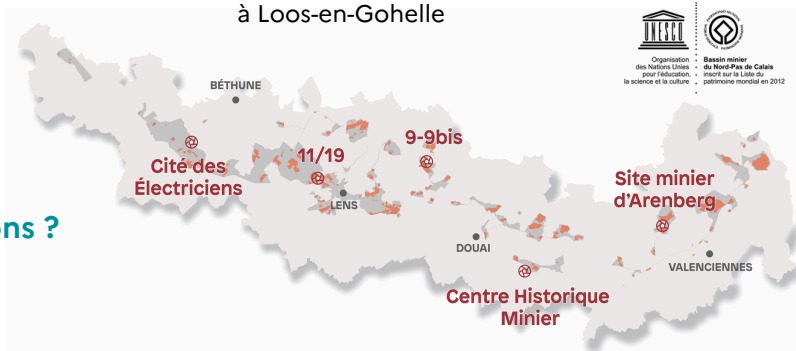 à Loos-en-Gohelle
UNESCO
Organisation
des Nations Unies
pour l'éducation,
la science et la culture
Bassin minier
du Nord-Pas de Calais
inscrit sur la Liste du
patrimoine mondial en 2012
BÉTHUNE
9-9bis
11/19
Cité des
Électriciens
LENS
Site minier
d'Arenberg
ns ?
DOUAI
VALENCIENNES
Centre Historique
Minier